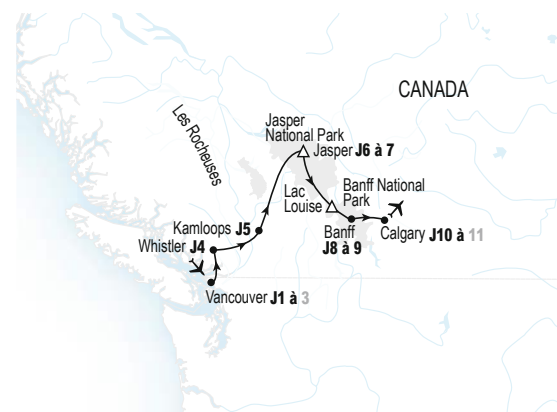 CANADA
Les Rocheuses
Jasper
National Park
Jasper J6 à 7
Lac
Louise
Banff National
Park
Kamloops J5
Whistler J4
Banff
J8 à 9
Calgary J10 à 11
Vancouver J1 à 3